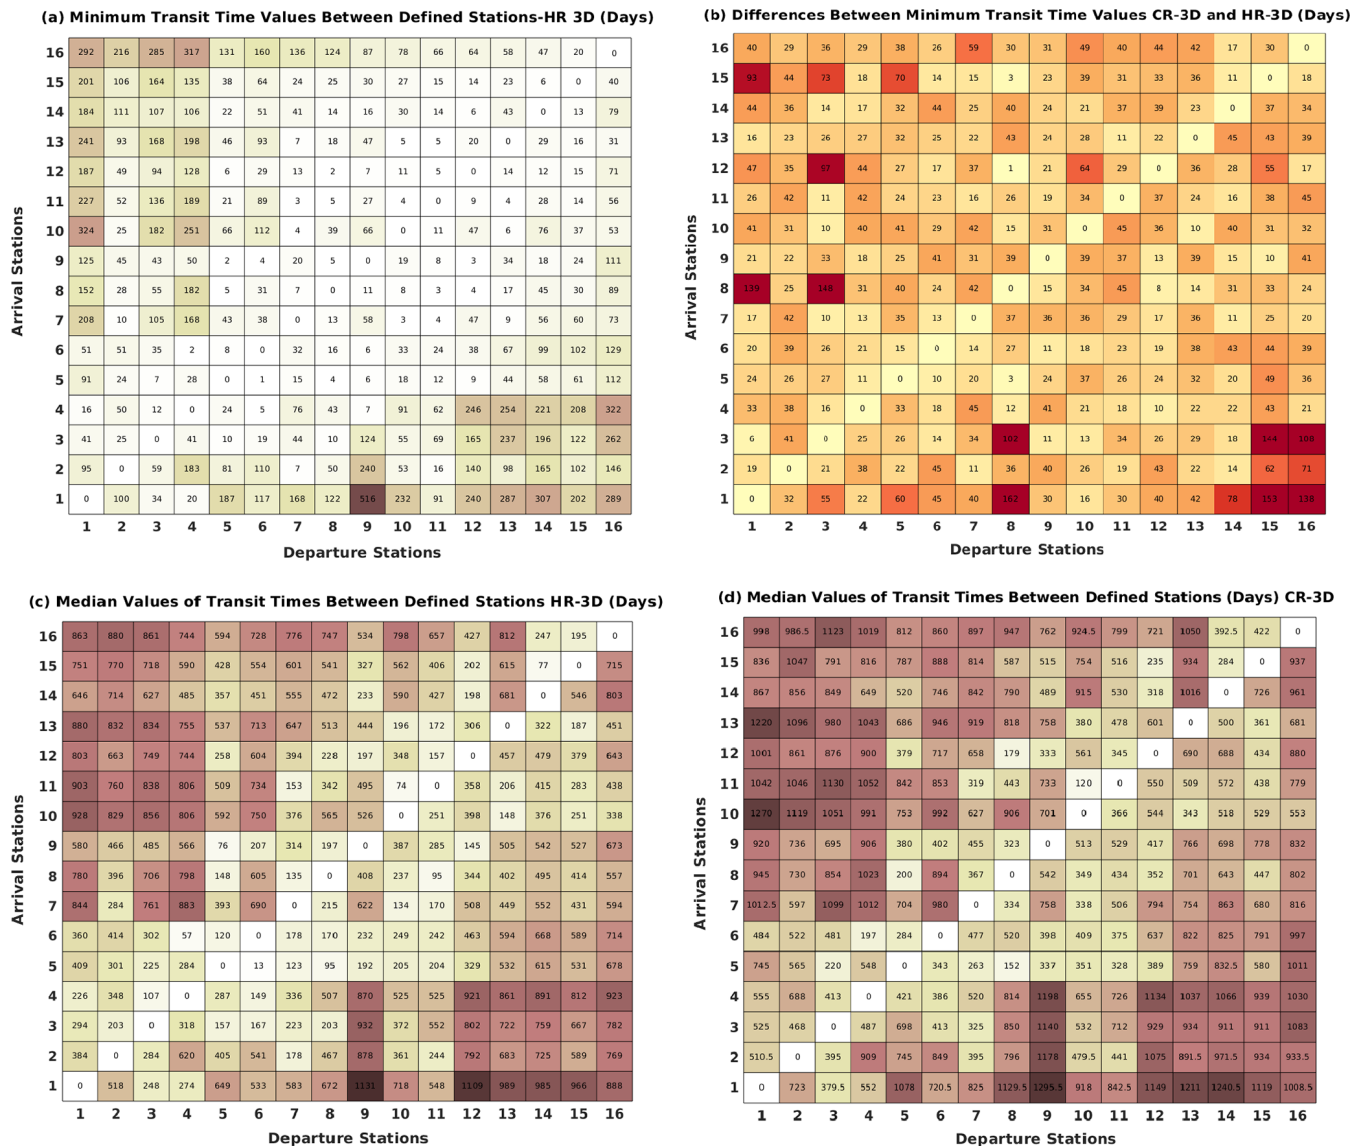 (a) Minimum Transit Time Values Between Defined Stations-HR 3D (Days)
16 292 216 285 317 131 160 136 124 87 78 66 64 58 47 20 0
15 201 106 164 135 38 64 24 25 30 27 15 14 23 6 0 40
14 184 111 107 106 22 51 41 14 16 30 14 6 43 0 13 79
13 241 93 168 198 46 93 7 18 47 5 5 20 0 29 16 31
12 187 49 94 128 6 29 13 2 7 11 5 0 14 12 15 71
11 227 52 136 189 21 89 3 5 27 4 0 9 4 28 14 56
10 324 25 182 251 66 112 4 39 66 0 11 47 6 76 37 53
9 125 45 43 50 2 4 20 5 0 19 8 3 34 18 24 111
8 152 28 55 182 5 31 7 0 11 8 3 4 17 45 30 89
7 208 10 105 168 43 38 0 13 58 3 4 47 9 56 60 73
6 51 51 35 2 8 0 32 16 6 33 24 38 67 99 102 129
5 91 24 7 28 0 1 15 4 6 18 12 9 44 58 61 112
4 16 50 12 0 24 5 76 43 7 91 62 246 254 221 208 322
3 41 25 0 41 10 19 44 10 124 55 69 165 237 196 122 262
2 95 0 59 183 81 110 7 50 240 53 16 140 98 165 102 146
1 0 100 34 20 187 117 168 122 516 232 91 240 287 307 202 289
1 2 3 4 5 6 7 8 9 10 11 12 13 14 15 16
Departure Stations
Arrival Stations
(b) Differences Between Minimum Transit Time Values CR-3D and HR-3D (Days)
16 40 29 36 29 38 26 59 30 31 49 40 44 42 17 30 0
15 93 44 73 16 70 14 15 3 23 39 31 33 36 11 0 18
14 44 36 14 17 32 44 25 40 24 21 37 39 23 0 37 34
13 16 23 26 27 32 25 22 43 24 28 11 22 0 45 43 39
12 47 35 97 44 27 17 37 1 21 64 29 0 36 28 55 17
11 26 42 11 42 24 23 16 26 19 34 0 37 24 16 38 45
10 41 31 10 40 41 29 42 15 31 0 45 36 10 40 31 32
9 21 22 33 18 25 41 31 39 0 39 37 13 39 15 10 41
8 139 25 148 31 40 24 42 0 15 34 45 8 14 31 33 24
7 17 42 10 13 35 13 0 37 36 36 29 17 36 11 25 20
6 20 39 26 21 15 0 14 27 11 18 23 19 38 43 44 39
5 24 26 27 11 0 10 20 3 24 37 26 24 32 20 49 36
4 33 38 16 0 33 18 45 12 41 21 18 10 22 22 43 21
3 6 41 0 25 26 14 34 102 11 13 34 26 29 18 144 100
2 19 0 21 38 22 45 11 36 40 26 19 43 22 14 62 71
1 0 32 55 22 60 45 40 162 30 16 30 40 42 78 153 138
1 2 3 4 5 6 7 8 9 10 11 12 13 14 15 16
Departure Stations
Arrival Stations
(c) Median Values of Transit Times Between Defined Stations HR-3D (Days)
16 863 880 861 744 594 728 776 747 534 798 657 427 812 247 195 0
15 751 770 718 590 428 554 601 541 327 562 406 202 615 77 0 715
14 646 714 627 485 357 451 555 472 233 590 427 198 681 0 546 803
13 880 832 834 755 537 713 647 513 444 196 172 306 0 322 187 451
12 803 663 749 744 258 604 394 228 197 348 157 0 457 479 379 643
11 903 760 838 806 509 734 153 342 495 74 0 358 206 415 283 438
10 928 829 856 806 592 750 376 565 526 0 251 398 148 376 251 338
9 580 466 485 566 76 207 314 197 0 387 285 145 505 542 527 673
8 780 396 706 798 148 605 135 0 408 237 95 344 402 495 414 557
7 844 284 761 883 393 690 0 215 622 134 170 508 449 552 431 594
6 360 414 302 57 120 0 178 170 232 249 242 463 594 668 589 714
5 409 301 225 284 0 13 123 95 192 205 204 329 532 615 531 678
4 226 348 107 0 287 149 336 507 870 525 525 921 861 891 812 923
3 294 203 0 318 157 167 223 203 932 372 552 802 722 759 667 782
2 384 0 284 620 405 541 178 467 878 361 244 792 683 725 589 769
1 0 518 248 274 649 533 583 672 1131 718 548 1109 989 985 966 888
1 2 3 4 5 6 7 8 9 10 11 12 13 14 15 16
Departure Stations
Arrival Stations
(d) Median Values of Transit Times Between Defined Stations (Days) CR-3D
16 998 986.5 1123 1019 812 860 897 947 762 924.5 799 721 1050 392.5 422 0
15 836 1047 791 816 787 888 814 587 515 754 516 235 934 284 0 937
14 867 856 849 649 520 746 842 790 489 915 530 318 1016 0 726 961
13 1220 1096 980 1043 686 946 919 818 758 380 478 601 0 500 361 681
12 1001 861 876 900 379 717 658 179 333 561 345 0 690 688 434 880
11 1042 1046 1130 1052 842 853 319 443 733 120 0 550 509 572 438 779
10 1270 1119 1051 991 753 992 627 906 701 0 366 544 343 518 529 553
9 920 736 695 906 380 402 455 323 0 513 529 417 766 698 778 832
8 945 730 854 1023 200 894 367 0 542 349 434 352 701 643 447 802
7 1012.5 597 1099 1012 704 980 0 334 758 338 506 794 754 863 680 816
6 484 522 481 197 284 0 477 520 398 409 375 637 822 825 791 997
5 745 565 220 548 0 343 263 152 337 351 328 389 759 832.5 580 1011
4 555 688 413 0 421 386 520 814 1198 655 726 1134 1037 1066 939 1030
3 525 468 0 487 698 413 325 850 1140 532 712 929 934 911 911 1083
2 510.5 0 395 909 745 849 395 796 1178 479.5 441 1075 891.5 971.5 934 933.5
1 0 723 379.5 552 1078 720.5 825 1129.5 1295.5 918 842.5 1149 1211 1240.5 1119 1008.5
1 2 3 4 5 6 7 8 9 10 11 12 13 14 15 16
Departure Stations
Arrival Stations